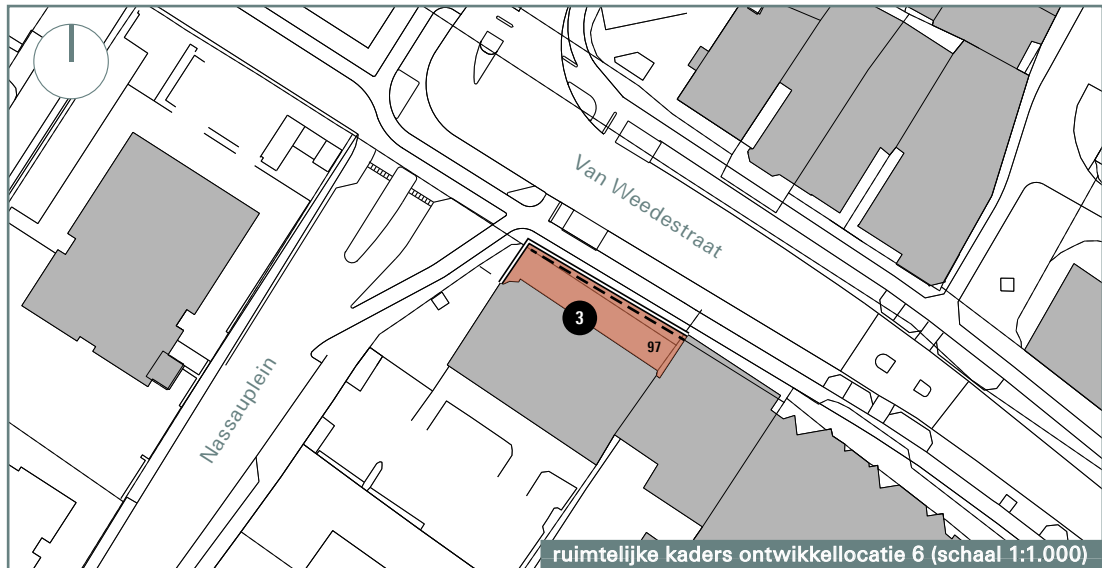 Van Weedestraat
3
97
Nassauplein
ruimtelijke kaders ontwikkellocatie 6 (schaal 1:1.000)